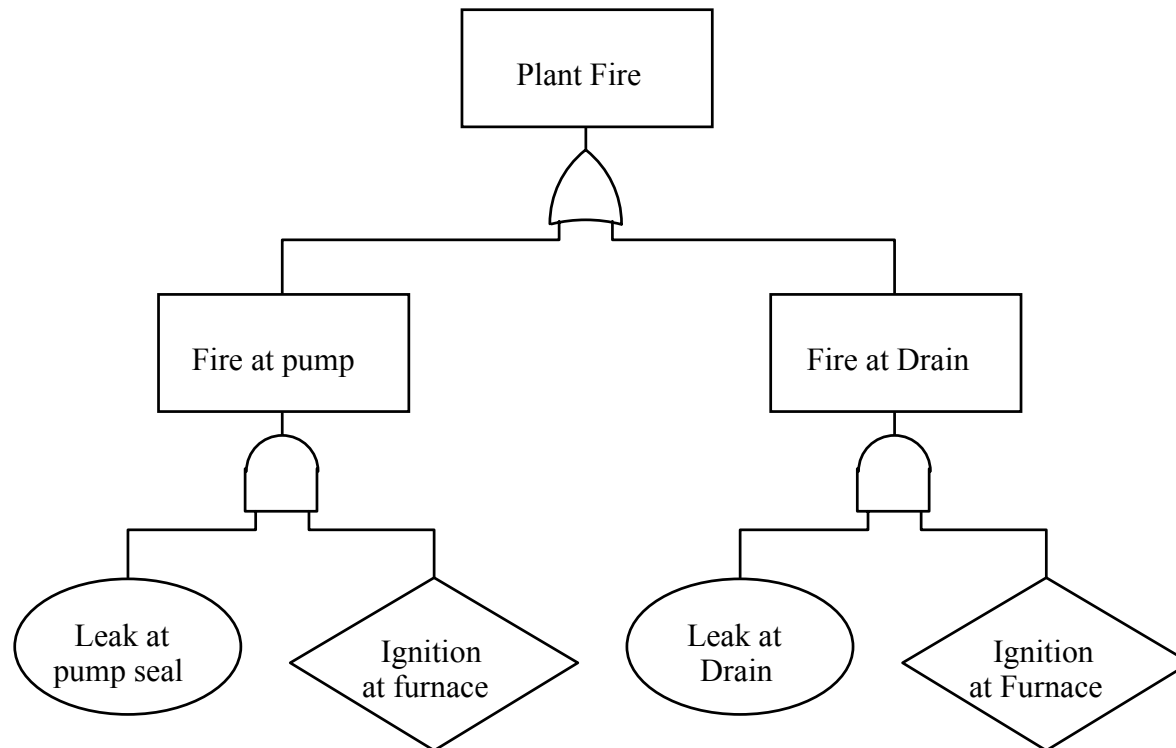 Plant Fire
Fire at pump
Fire at Drain
Leak at
pump seal
Ignition
at furnace
Leak at
Drain
Ignition
at Furnace